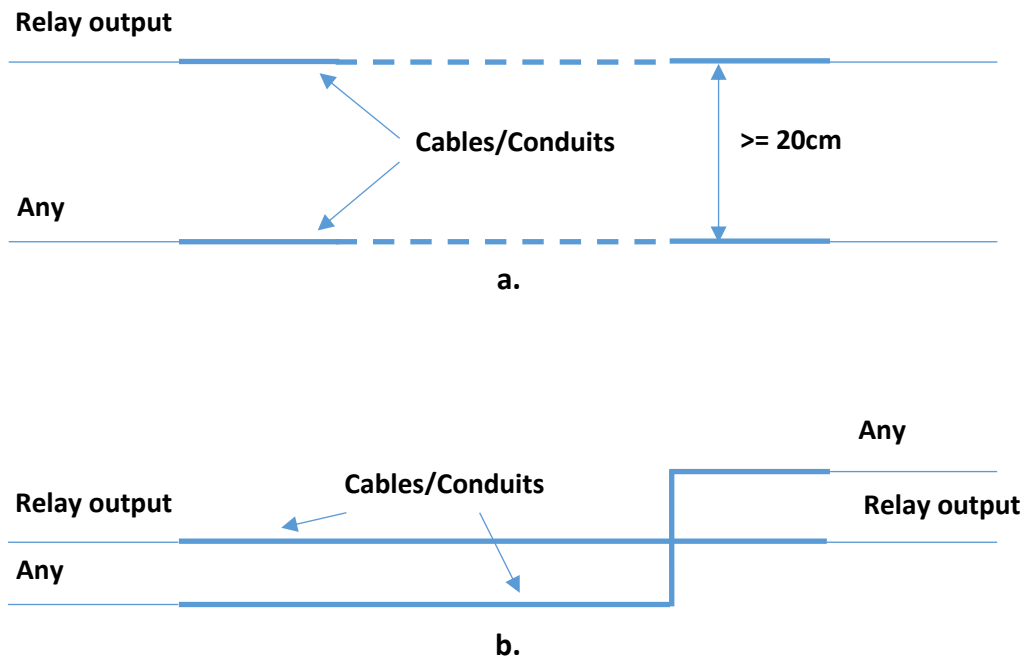 Relay output
Cables/Conduits
>= 20cm
Any
a.
Any
Cables/Conduits
Relay output
Relay output
Any
b.